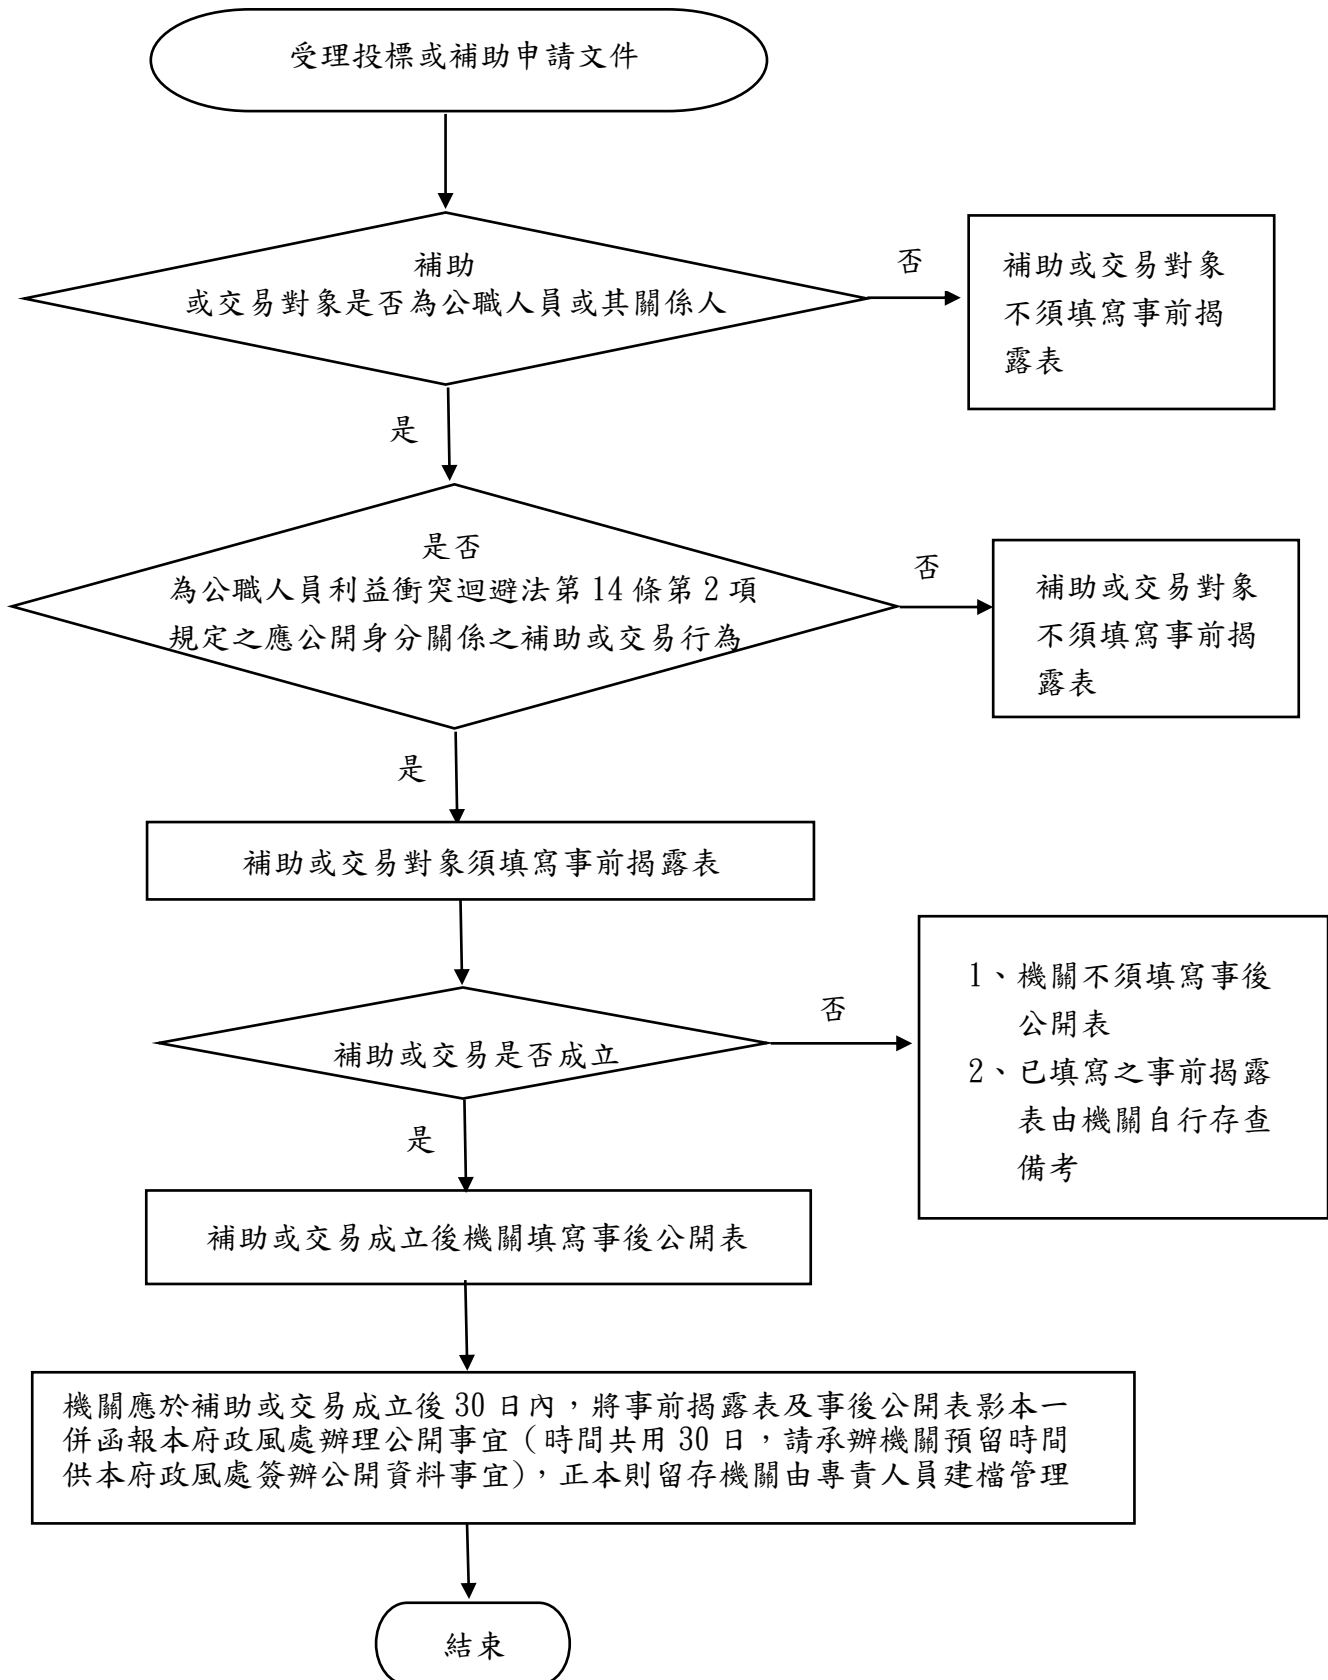 受理投標或補助申請文件
補助
或交易對象是否為公職人員或其關係人
否
補助或交易對象
不須填寫事前揭
露表
是
是否
為公職人員利益衝突迴避法第 14 條第 2 項
規定之應公開身分關係之補助或交易行為
否
補助或交易對象
不須填寫事前揭
露表
是
補助或交易對象須填寫事前揭露表
補助或交易是否成立
否
1、機關不須填寫事後
公開表
2、已填寫之事前揭露
表由機關自行存查
備考
是
補助或交易成立後機關填寫事後公開表
機關應於補助或交易成立後 30 日內，將事前揭露表及事後公開表影本一
併函報本府政風處辦理公開事宜（時間共用 30 日，請承辦機關預留時間
供本府政風處簽辦公開資料事宜），正本則留存機關由專責人員建檔管理
結束